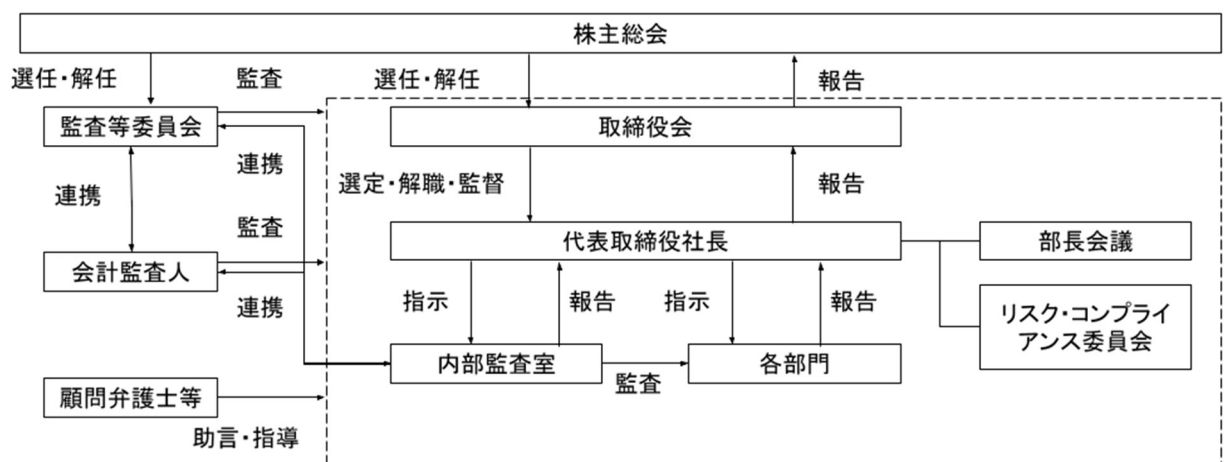 株主総会
選任・解任
監査
選任・解任
報告
監査等委員会
取締役会
連携
選定・解職・監督
報告
連携
監査
代表取締役社長
部長会議
会計監査人
連携
指示
報告
指示
報告
リスク・コンプライ
アンス委員会
内部監査室
監査
各部門
顧問弁護士等
助言・指導